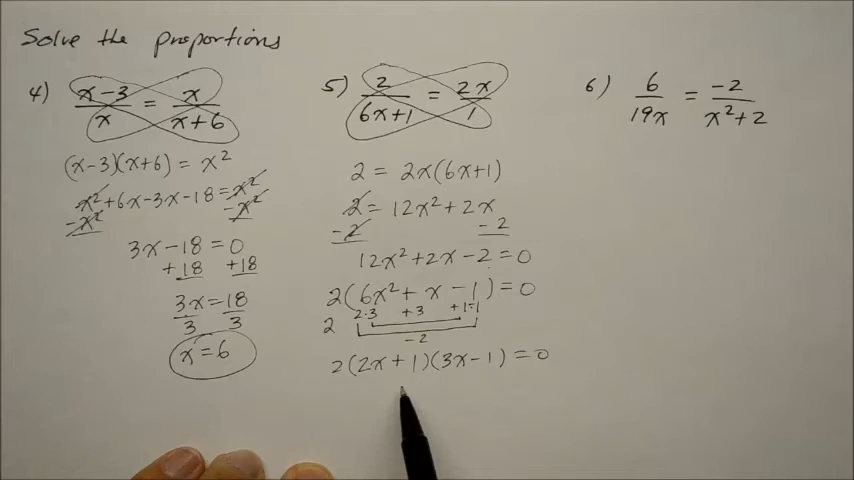 Solve the proportions
4) (x-3)/x = x/(x+6)
(x-3)(x+6) = x²
x²+6x-3x-18 = x²
-x² -x²
3x-18 = 0
+18 +18
3x = 18
3 3
x = 6
5) 2/(6x+1) = 2x/1
2 = 2x(6x+1)
2 = 12x²+2x
-2 -2
12x²+2x-2 = 0
2(6x²+x-1) = 0
2 2·3 +3 +1·-1
-2
2(2x+1)(3x-1) = 0
6) 6/(19x) = -2/(x²+2)